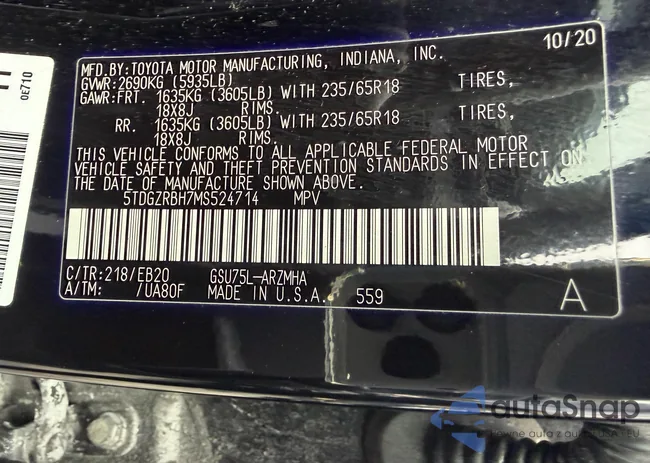 0E710
10/20
MFD.BY:TOYOTA MOTOR MANUFACTURING, INDIANA, INC.
GVWR:2690KG (5935LB)
GAWR:FRT. 1635KG (3605LB) WITH 235/65R18 TIRES,
18X8J RIMS.
RR. 1635KG (3605LB) WITH 235/65R18 TIRES,
18X8J RIMS.
THIS VEHICLE CONFORMS TO ALL APPLICABLE FEDERAL MOTOR
VEHICLE SAFETY AND THEFT PREVENTION STANDARDS IN EFFECT ON
THE DATE OF MANUFACTURE SHOWN ABOVE.
5TDGZRBH7MS524714 MPV
C/TR:218/EB20 GSU75L-ARZMHA
A/TM: /UA80F MADE IN U.S.A. 559 A
autoSnap